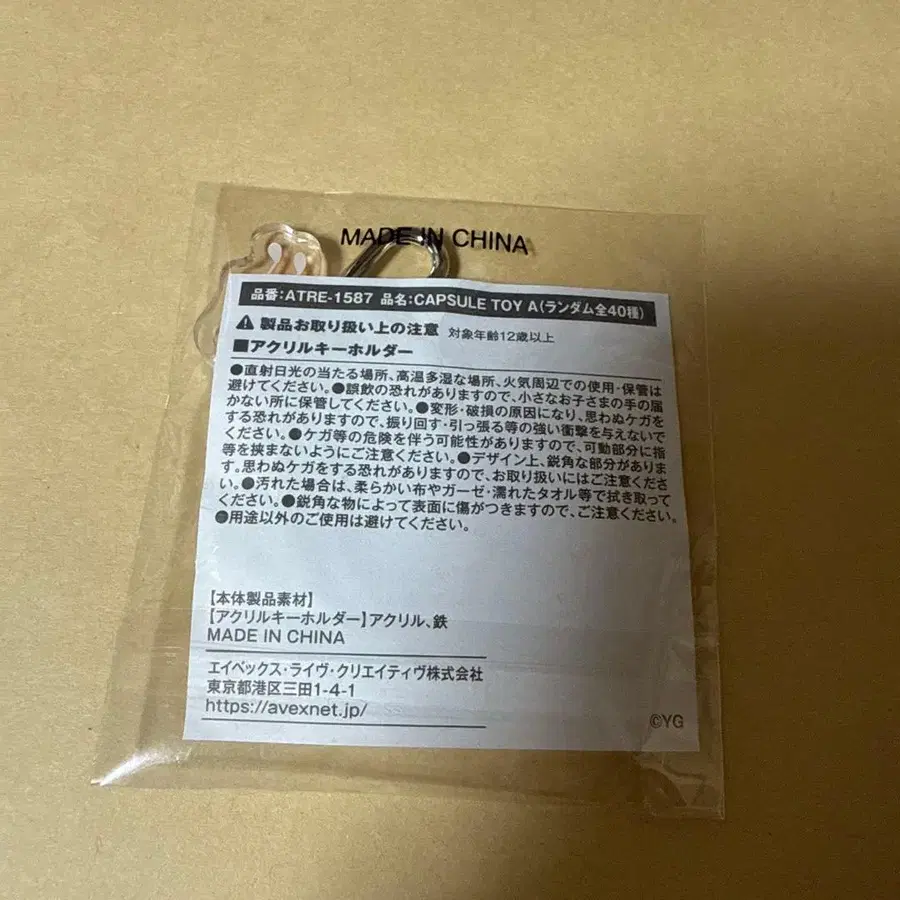 MADE IN CHINA
品番:ATRE-1587 品名:CAPSULE TOY A(ランダム全40種)
⚠製品お取り扱い上の注意 対象年齢12歳以上
■アクリルキーホルダー
●直射日光の当たる場所、高温多湿な場所、火気周辺での使用・保管は
避けてください。●誤飲の恐れがありますので、小さなお子さまの手の届
かない所に保管してください。●変形・破損の原因になり、思わぬケガを
する恐れがありますので、振り回す・引っ張る等の強い衝撃を与えないで
ください。●ケガ等の危険を伴う可能性がありますので、可動部分に指
等を挟まないようにご注意ください。●デザイン上、鋭角な部分がありま
す。思わぬケガをする恐れがありますので、お取り扱いにはご注意くださ
い。●汚れた場合は、柔らかい布やガーゼ・濡れたタオル等で拭き取って
ください。●鋭角な物によって表面に傷がつきますので、ご注意ください。
●用途以外のご使用は避けてください。
【本体製品素材】
【アクリルキーホルダー】アクリル、鉄
MADE IN CHINA
エイベックス・ライヴ・クリエイティヴ株式会社
東京都港区三田1-4-1
https://avexnet.jp/
©YG